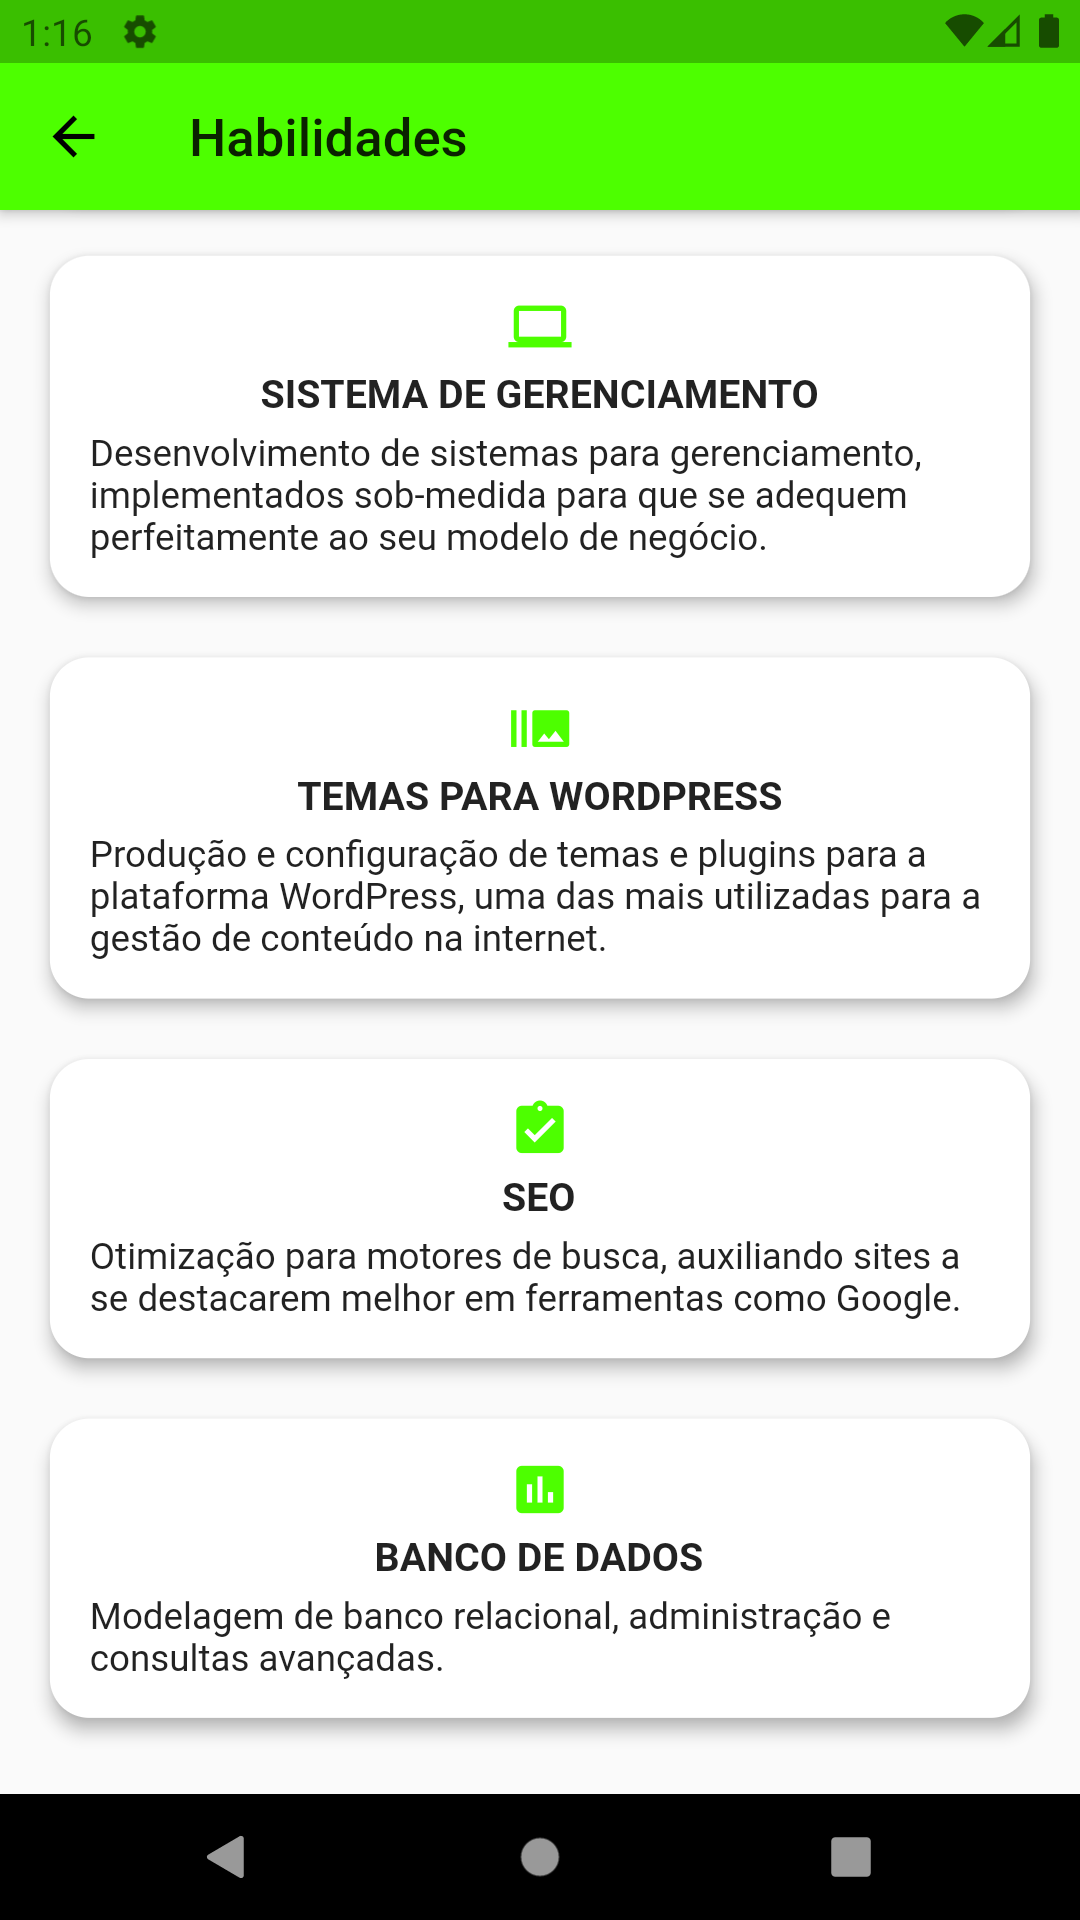 1:16
Habilidades
SISTEMA DE GERENCIAMENTO
Desenvolvimento de sistemas para gerenciamento,
implementados sob-medida para que se adequem
perfeitamente ao seu modelo de negócio.
TEMAS PARA WORDPRESS
Produção e configuração de temas e plugins para a
plataforma WordPress, uma das mais utilizadas para a
gestão de conteúdo na internet.
SEO
Otimização para motores de busca, auxiliando sites a
se destacarem melhor em ferramentas como Google.
BANCO DE DADOS
Modelagem de banco relacional, administração e
consultas avançadas.